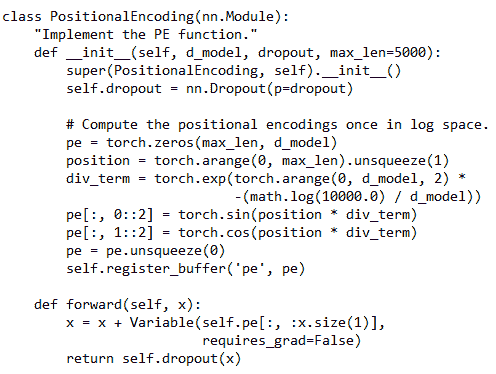 class PositionalEncoding(nn.Module):
    "Implement the PE function."
    def __init__(self, d_model, dropout, max_len=5000):
        super(PositionalEncoding, self).__init__()
        self.dropout = nn.Dropout(p=dropout)

        # Compute the positional encodings once in log space.
        pe = torch.zeros(max_len, d_model)
        position = torch.arange(0, max_len).unsqueeze(1)
        div_term = torch.exp(torch.arange(0, d_model, 2) *
                             -(math.log(10000.0) / d_model))
        pe[:, 0::2] = torch.sin(position * div_term)
        pe[:, 1::2] = torch.cos(position * div_term)
        pe = pe.unsqueeze(0)
        self.register_buffer('pe', pe)

    def forward(self, x):
        x = x + Variable(self.pe[:, :x.size(1)],
                         requires_grad=False)
        return self.dropout(x)